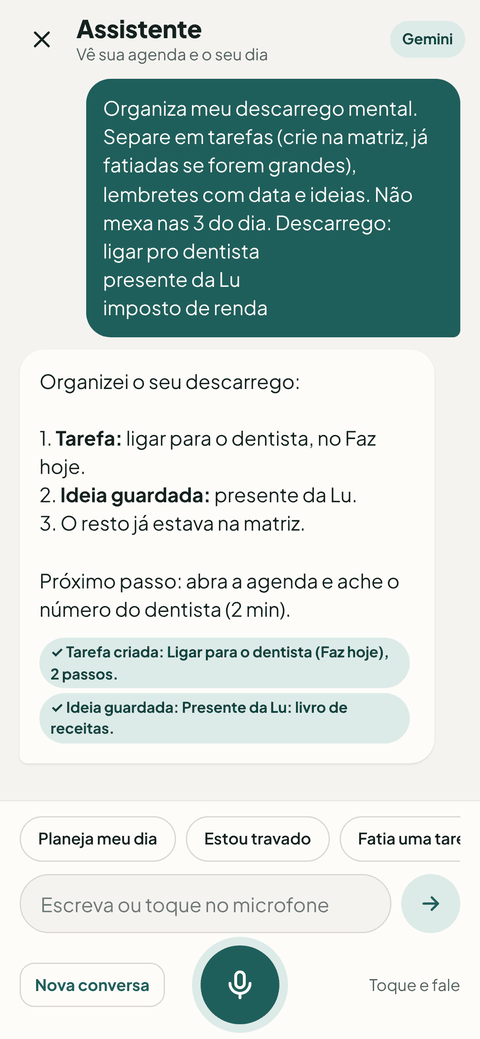 Assistente
Vê sua agenda e o seu dia
Gemini
Organiza meu descarrego mental.
Separe em tarefas (crie na matriz, já
fatiadas se forem grandes),
lembretes com data e ideias. Não
mexa nas 3 do dia. Descarrego:
ligar pro dentista
presente da Lu
imposto de renda
Organizei o seu descarrego:
1. Tarefa: ligar para o dentista, no Faz
hoje.
2. Ideia guardada: presente da Lu.
3. O resto já estava na matriz.
Próximo passo: abra a agenda e ache o
número do dentista (2 min).
✓ Tarefa criada: Ligar para o dentista (Faz hoje),
2 passos.
✓ Ideia guardada: Presente da Lu: livro de
receitas.
Planeja meu dia
Estou travado
Fatia uma tare
Escreva ou toque no microfone
Nova conversa
Toque e fale